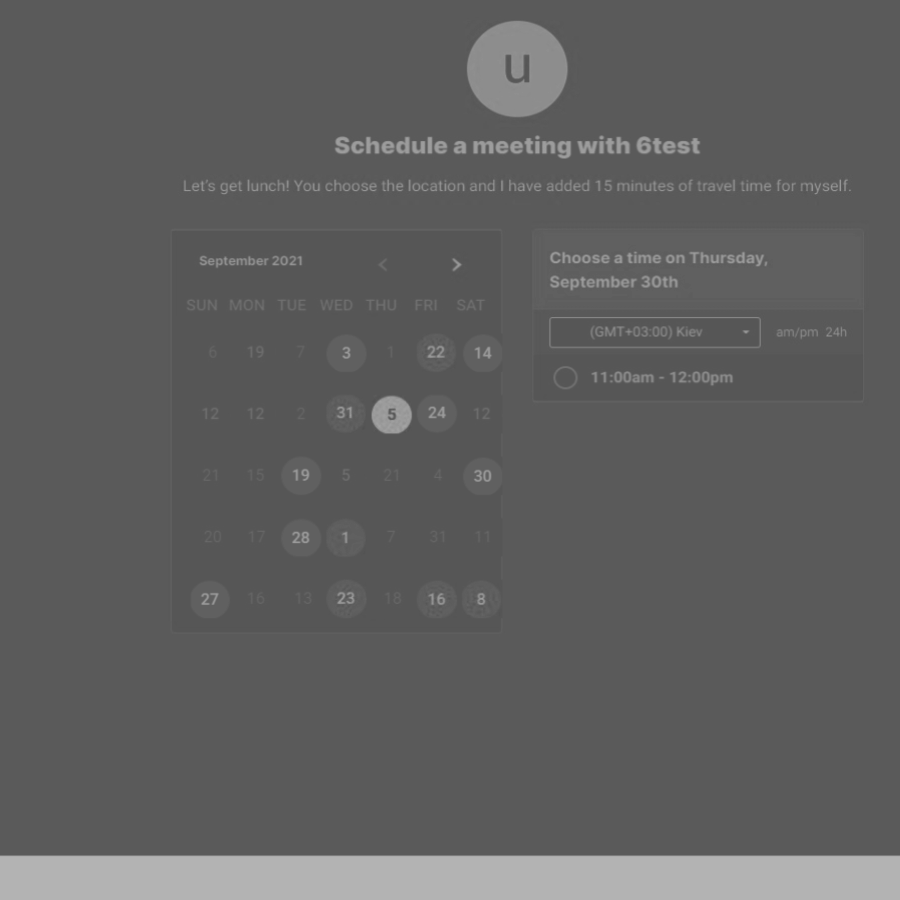 u
Schedule a meeting with 6test
Let's get lunch! You choose the location and I have added 15 minutes of travel time for myself.
September 2021
SUN MON TUE WED THU FRI SAT
6 19 7 3 1 22 14
12 12 2 31 5 24 12
21 15 19 5 21 4 30
20 17 28 1 7 31 11
27 16 13 23 18 16 8
Choose a time on Thursday,
September 30th
(GMT+03:00) Kiev am/pm 24h
11:00am - 12:00pm